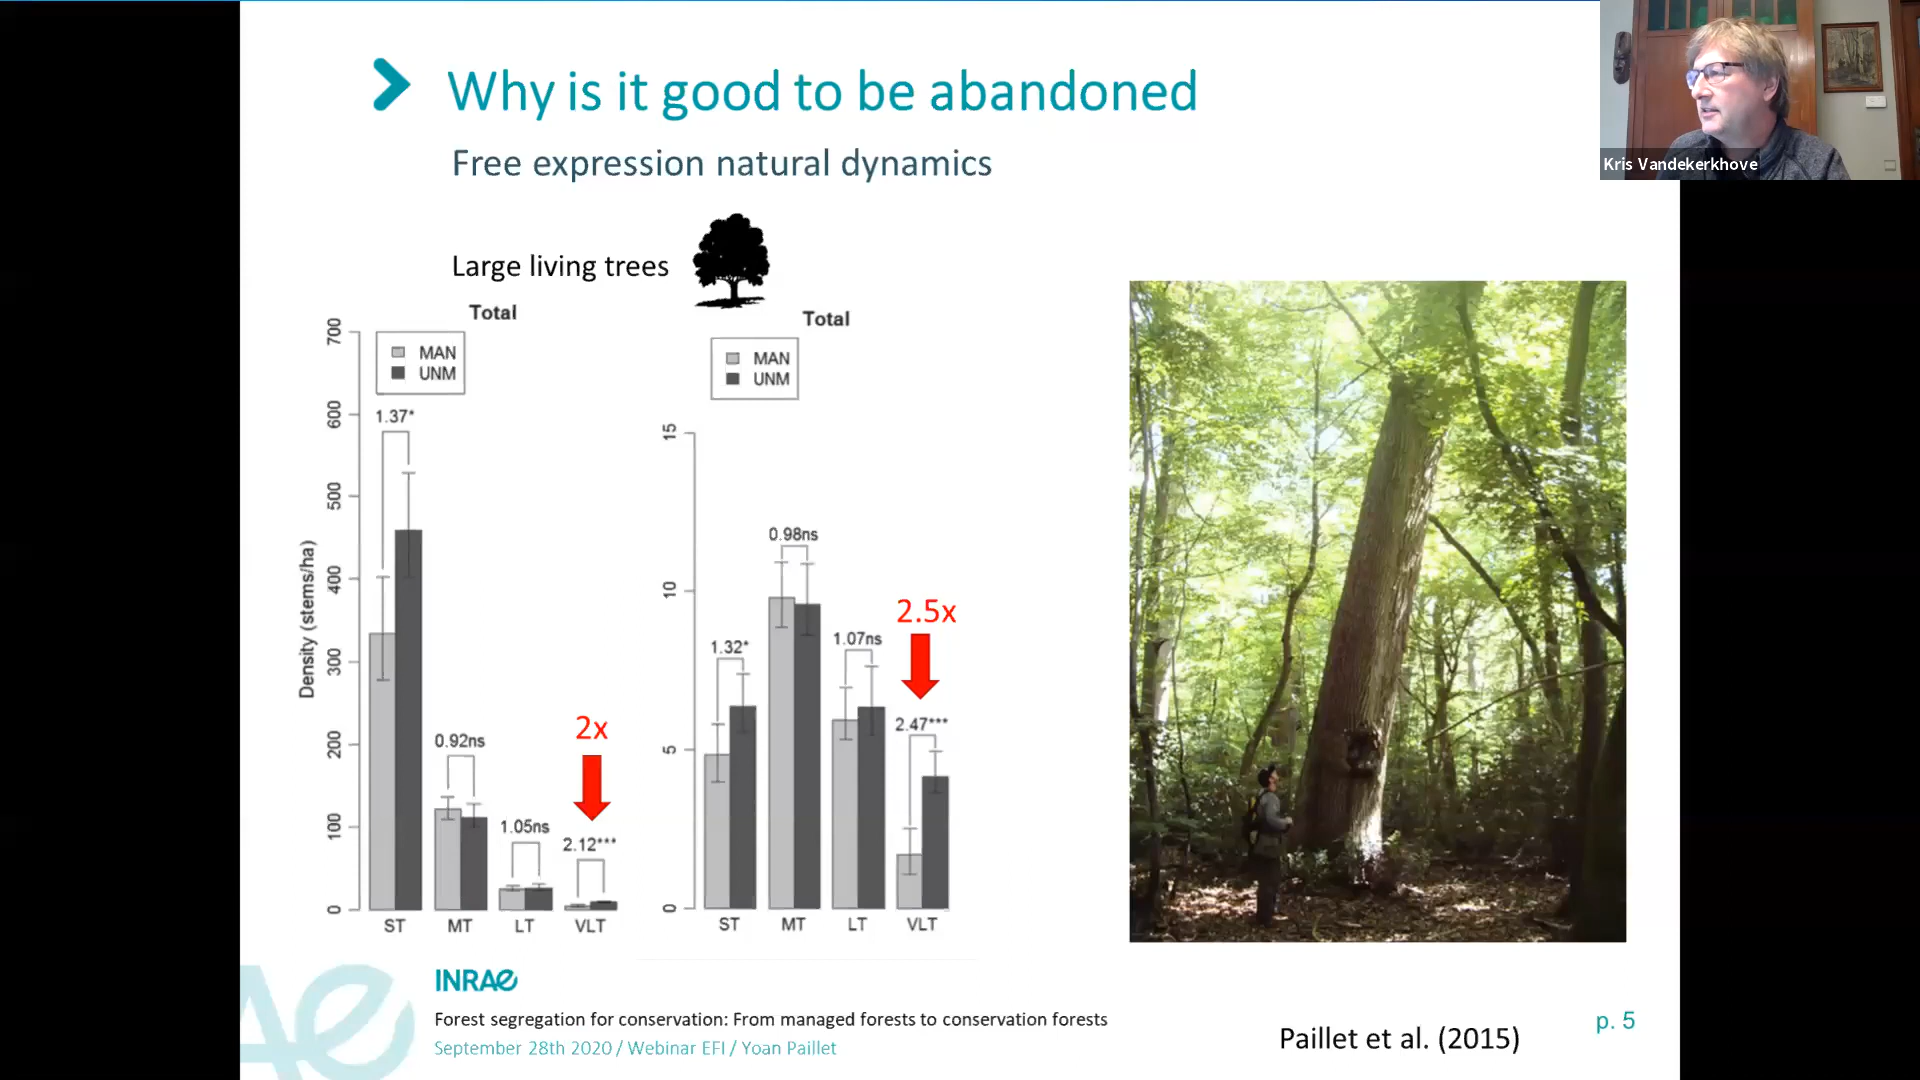 Why is it good to be abandoned
Kris Vandekerkhove
Free expression natural dynamics
Large living trees
Total
MAN
UNM
Density (stems/ha)
0
100
200
300
400
500
600
700
1.37*
0.92ns
1.05ns
2x
2.12***
ST
MT
LT
VLT
Total
MAN
UNM
0
5
10
15
1.32*
0.98ns
1.07ns
2.5x
2.47***
ST
MT
LT
VLT
INRAE
Forest segregation for conservation: From managed forests to conservation forests
September 28th 2020 / Webinar EFI / Yoan Paillet
Paillet et al. (2015)
p. 5